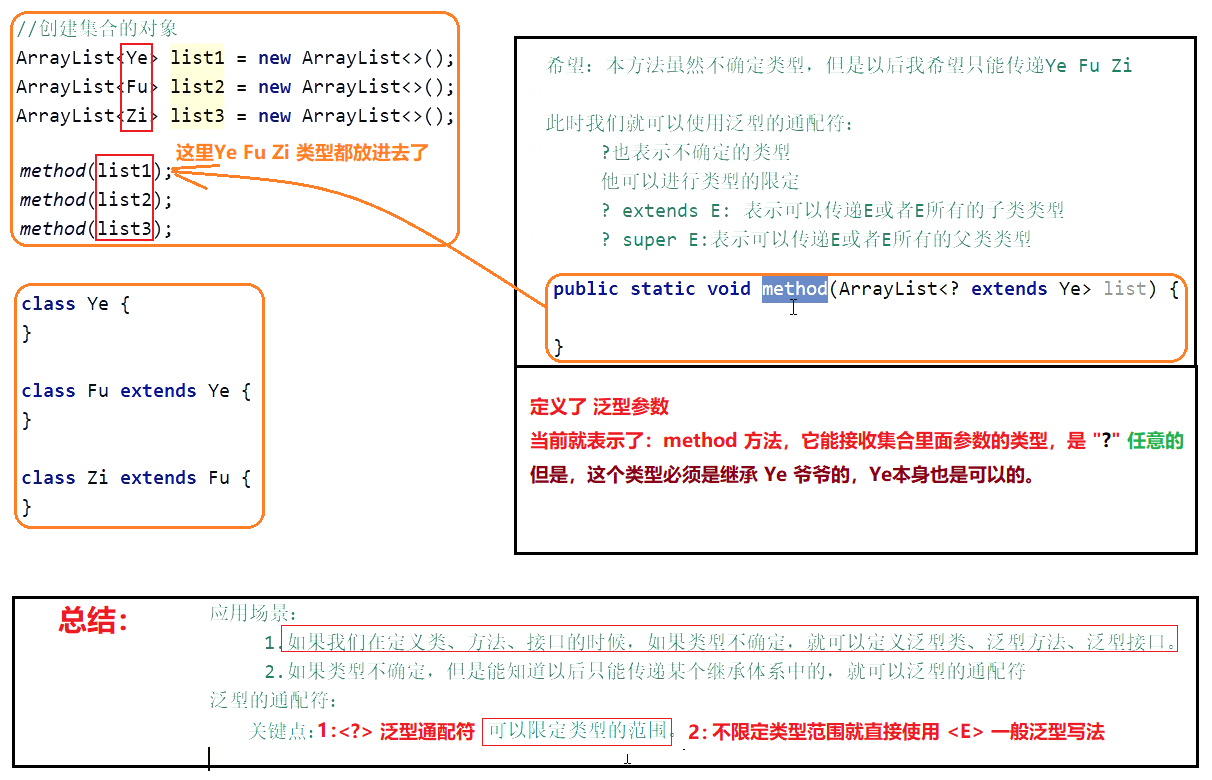 //创建集合的对象
ArrayList<Ye> list1 = new ArrayList<>();
ArrayList<Fu> list2 = new ArrayList<>();
ArrayList<Zi> list3 = new ArrayList<>();
这里Ye Fu Zi 类型都放进去了
method(list1);
method(list2);
method(list3);
class Ye {
}
class Fu extends Ye {
}
class Zi extends Fu {
}
希望：本方法虽然不确定类型，但是以后我希望只能传递Ye Fu Zi
此时我们就可以使用泛型的通配符：
?也表示不确定的类型
他可以进行类型的限定
? extends E: 表示可以传递E或者E所有的子类类型
? super E:表示可以传递E或者E所有的父类类型
public static void method(ArrayList<? extends Ye> list) {
}
定义了 泛型参数
当前就表示了：method 方法，它能接收集合里面参数的类型，是 "?" 任意的
但是，这个类型必须是继承 Ye 爷爷的，Ye本身也是可以的。
总结：
应用场景：
1.如果我们在定义类、方法、接口的时候，如果类型不确定，就可以定义泛型类、泛型方法、泛型接口。
2.如果类型不确定，但是能知道以后只能传递某个继承体系中的，就可以泛型的通配符
泛型的通配符：
关键点：1:<?> 泛型通配符 可以限定类型的范围。 2: 不限定类型范围就直接使用 <E> 一般泛型写法